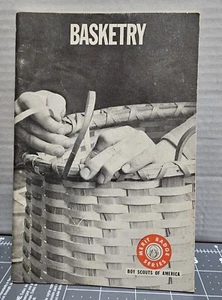 BASKETRY
MERIT BADGE
SERIES
BOY SCOUTS OF AMERICA